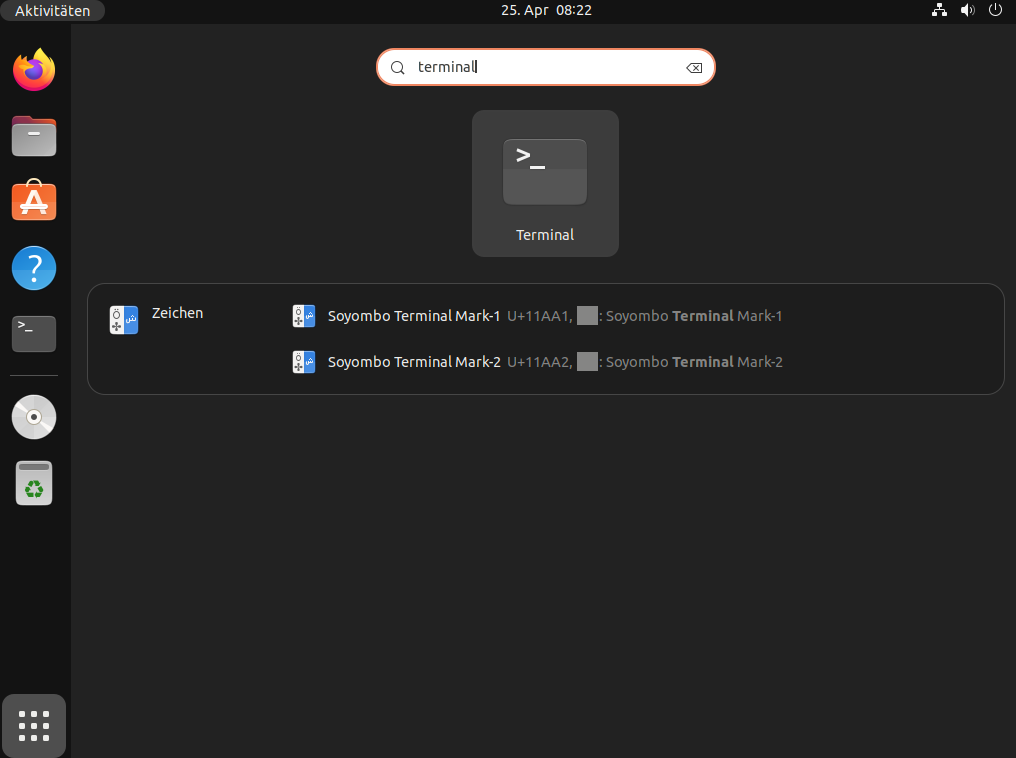 Aktivitäten
25. Apr 08:22
terminal
>_
Terminal
>_
Zeichen
Soyombo Terminal Mark-1 U+11AA1, : Soyombo Terminal Mark-1
Soyombo Terminal Mark-2 U+11AA2, : Soyombo Terminal Mark-2